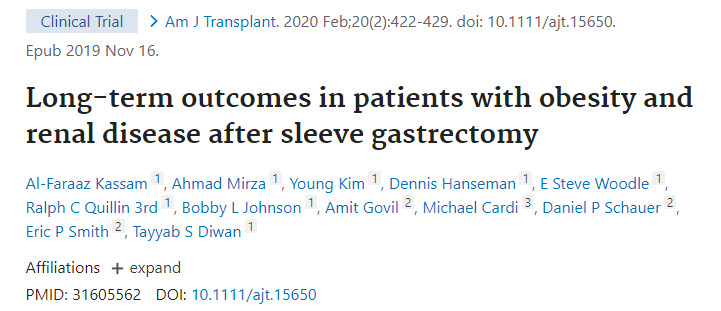 Clinical Trial > Am J Transplant. 2020 Feb;20(2):422-429. doi: 10.1111/ajt.15650.
Epub 2019 Nov 16.
Long-term outcomes in patients with obesity and
renal disease after sleeve gastrectomy
Al-Faraaz Kassam 1, Ahmad Mirza 1, Young Kim 1, Dennis Hanseman 1, E Steve Woodle 1,
Ralph C Quillin 3rd 1, Bobby L Johnson 1, Amit Govil 2, Michael Cardi 3, Daniel P Schauer 2,
Eric P Smith 2, Tayyab S Diwan 1
Affiliations + expand
PMID: 31605562 DOI: 10.1111/ajt.15650